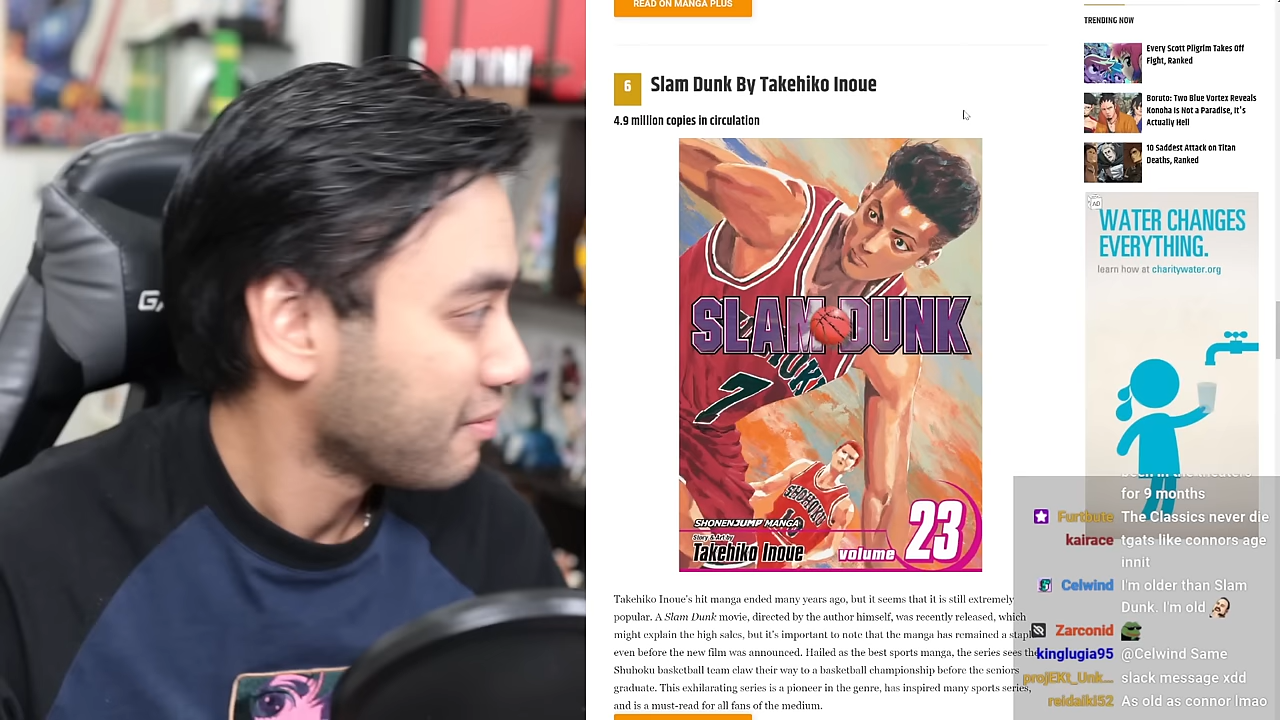 READ ON MANGA PLUS
6
Slam Dunk By Takehiko Inoue
4.9 million copies in circulation
SLAM DUNK
7
SHOHOKU
10
SHONEN JUMP MANGA
Story & Art by
Takehiko Inoue
volume 23
Takehiko Inoue's hit manga ended many years ago, but it seems that it is still extremely
popular. A Slam Dunk movie, directed by the author himself, was recently released, which
might explain the high sales, but it's important to note that the manga has remained a
even before the new film was announced. Hailed as the best sports manga, the series sees the
Shuhoku basketball team claw their way to a basketball championship before the seniors
graduate. This exhilarating series is a pioneer in the genre, has inspired many sports series,
and is a must-read for all fans of the medium.
TRENDING NOW
Every Scott Pilgrim Takes Off
Fight, Ranked
Boruto: Two Blue Vortex Reveals
Konoha Is Not a Paradise, It's
Actually Hell
10 Saddest Attack on Titan
Deaths, Ranked
AD
WATER CHANGES
EVERYTHING.
learn how at charitywater.org
for 9 months
Furtbute The Classics never die
kairace tgats like connors age
innit
Celwind I'm older than Slam
Dunk. I'm old
Zarconid
kinglugia95 @Celwind Same
projEKt_Unk... slack message xdd
reidalki52 As old as connor lmao